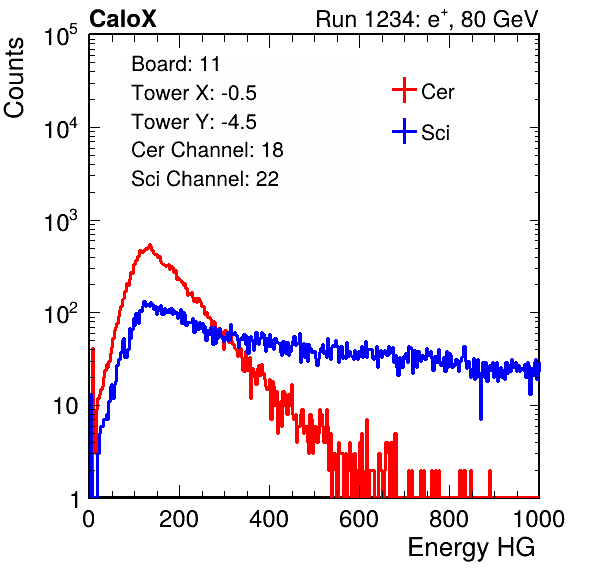 CaloX Run 1234: e⁺, 80 GeV
Counts
Board: 11
Tower X: -0.5
Tower Y: -4.5
Cer Channel: 18
Sci Channel: 22
Cer
Sci
10⁵
10⁴
10³
10²
10
1
0 200 400 600 800 1000
Energy HG